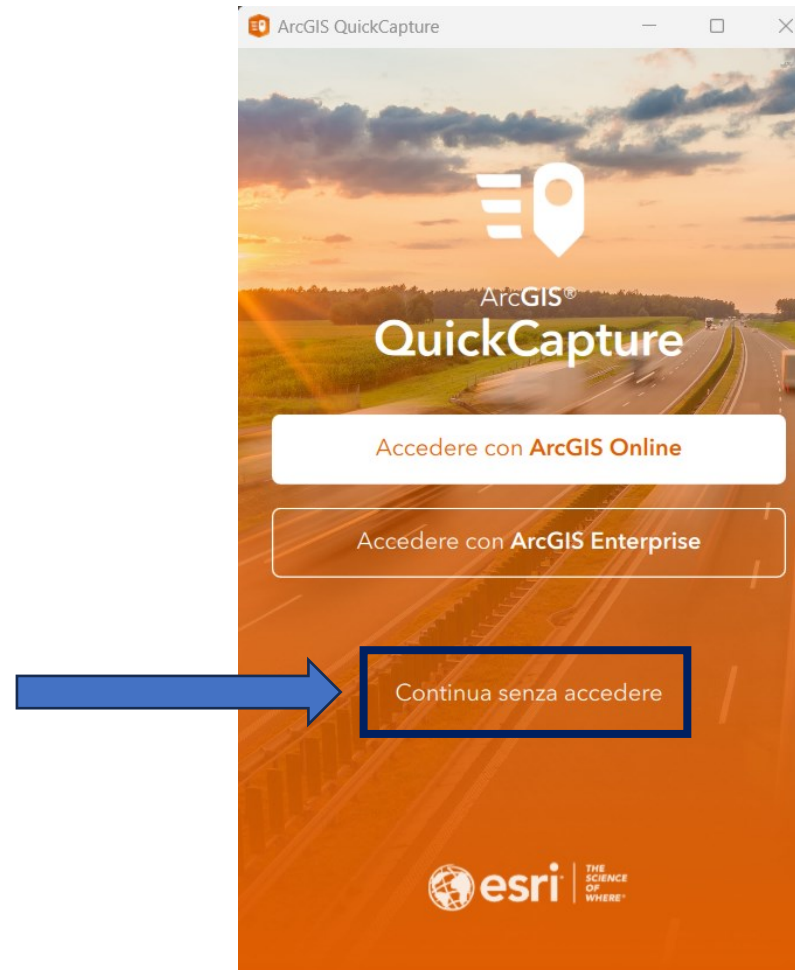 ArcGIS QuickCapture
ArcGIS®
QuickCapture
Accedere con ArcGIS Online
Accedere con ArcGIS Enterprise
Continua senza accedere
esri
THE
SCIENCE
OF
WHERE®